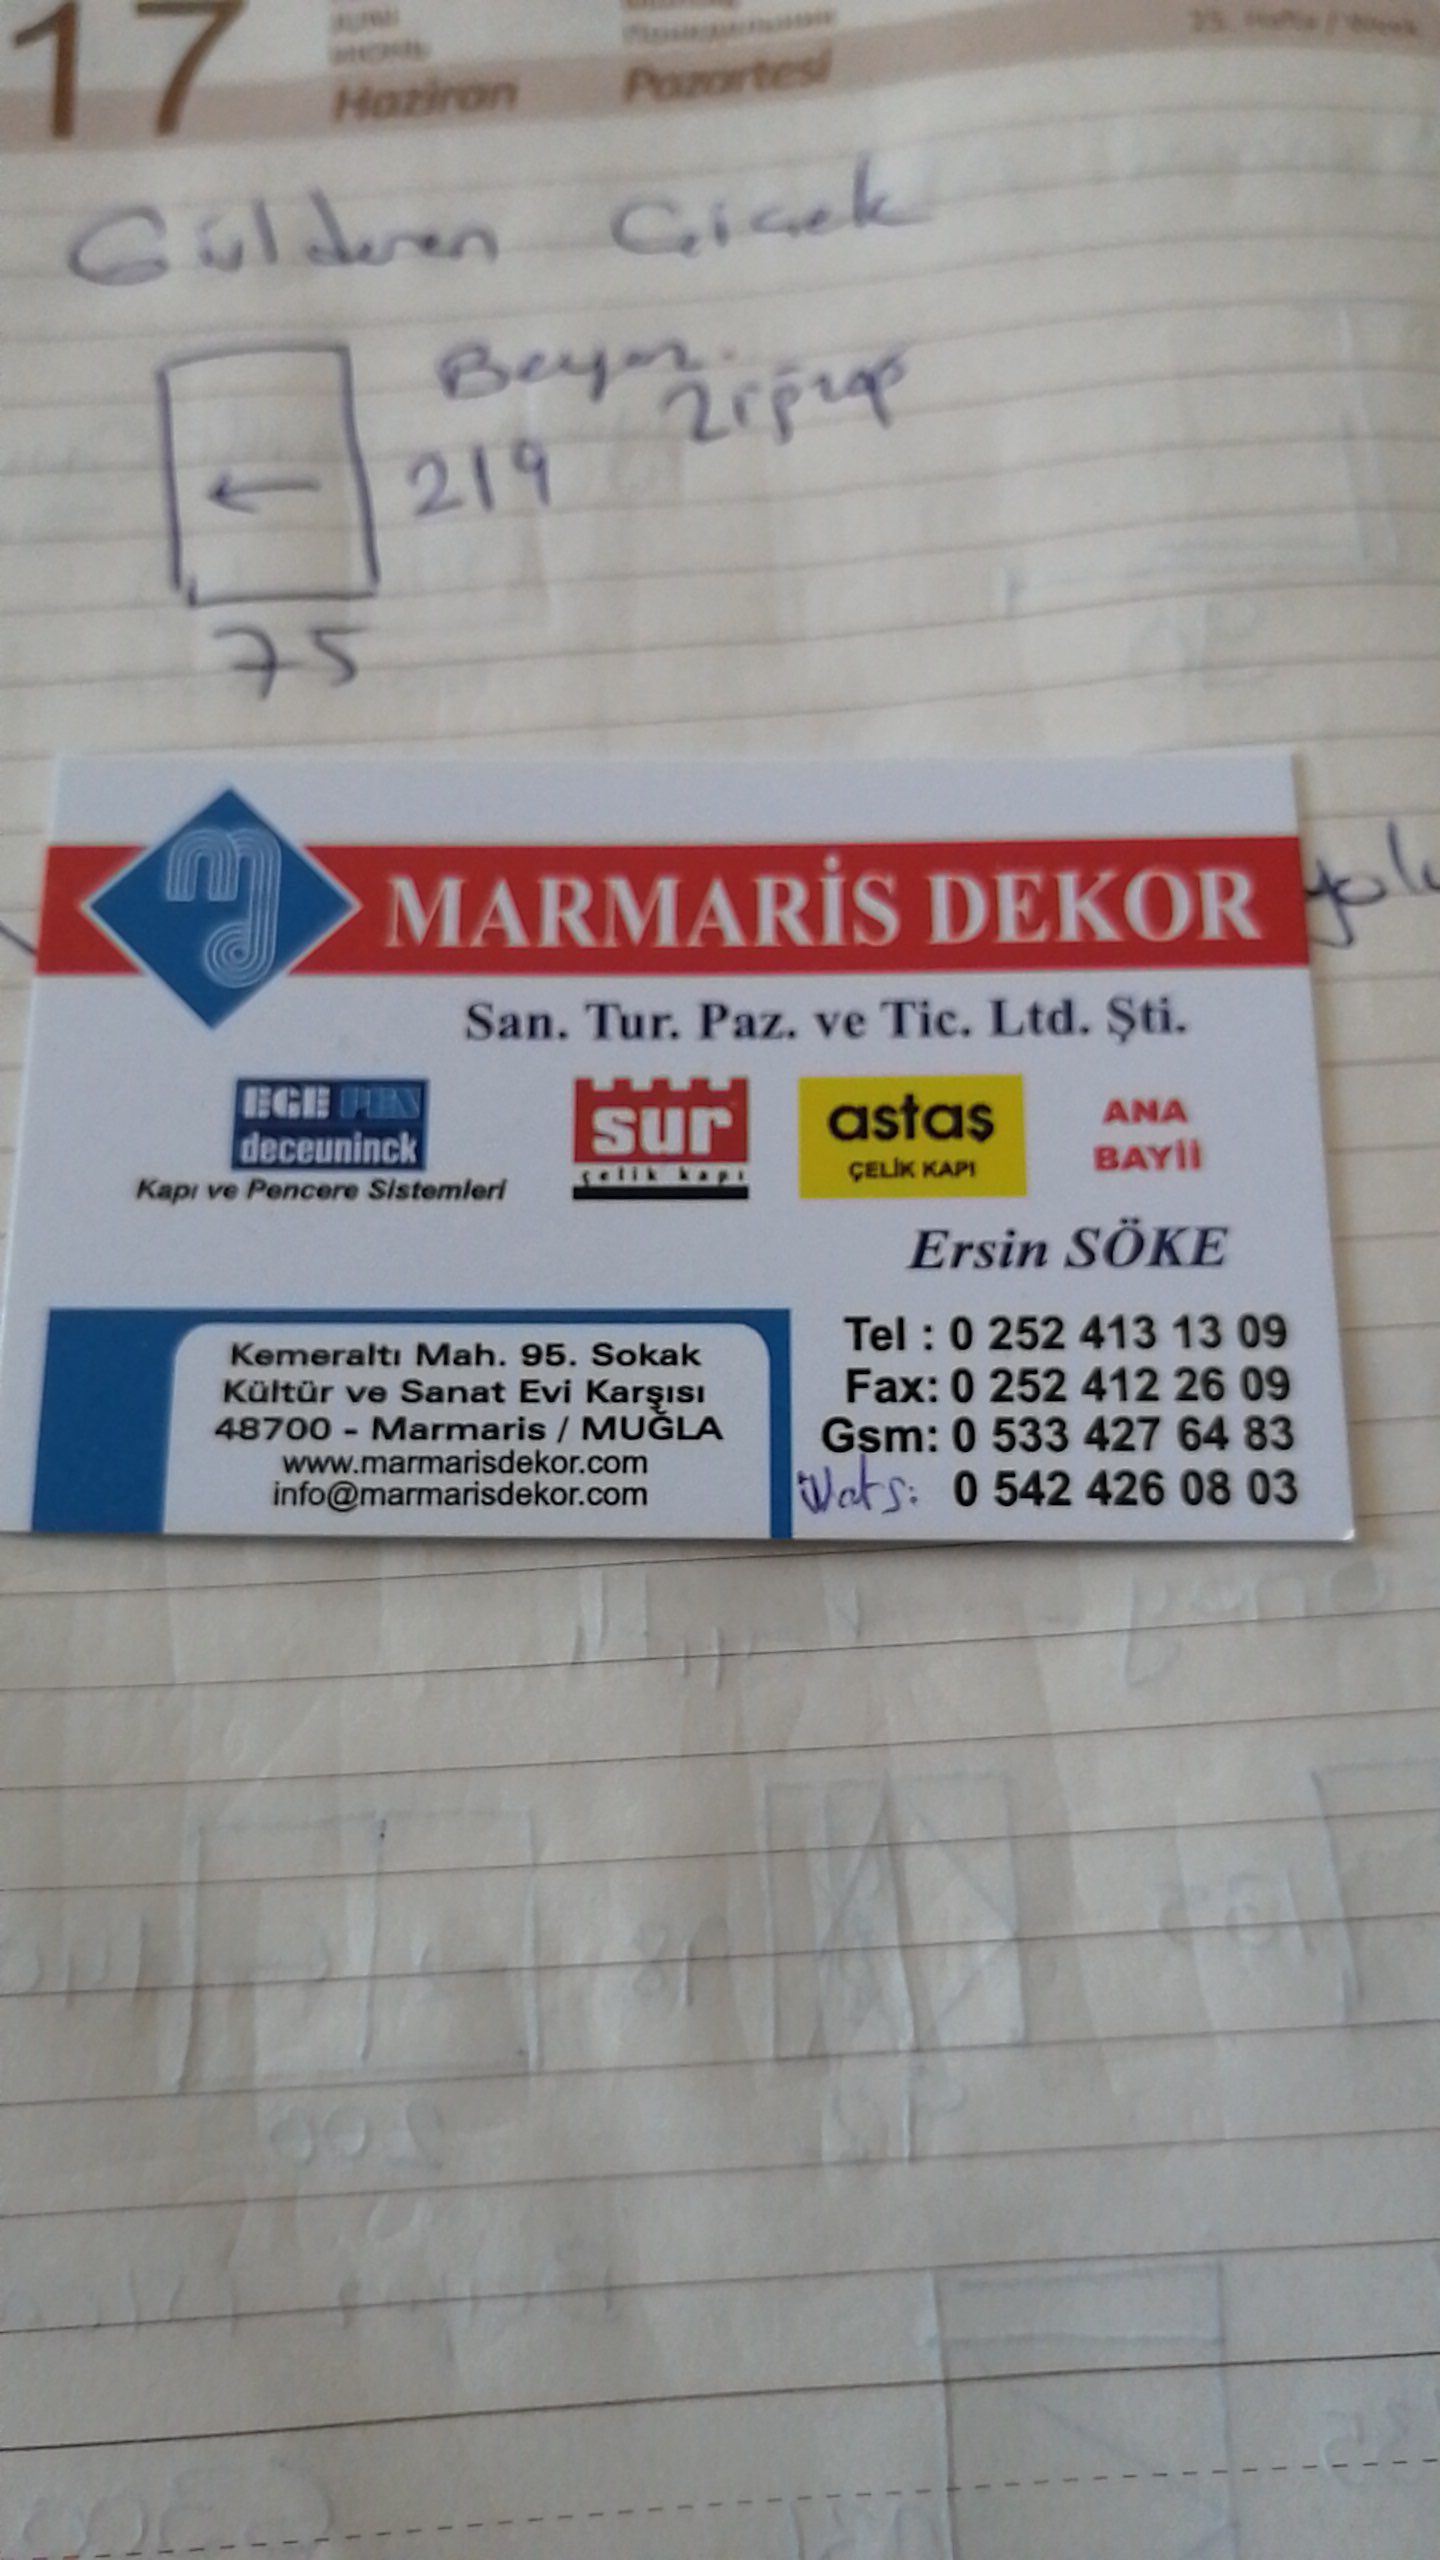 17
Haziran
Pazartesi
25. Hafta / Week
Gülderen Çiçek
Beyaz
219
75
MARMARİS DEKOR
San. Tur. Paz. ve Tic. Ltd. Şti.
EGE PEN
deceuninck
Kapı ve Pencere Sistemleri
sur
çelik kapı
astaş
ÇELİK KAPI
ANA
BAYİİ
Ersin SÖKE
Kemeraltı Mah. 95. Sokak
Kültür ve Sanat Evi Karşısı
48700 - Marmaris / MUĞLA
www.marmarisdekor.com
info@marmarisdekor.com
Tel : 0 252 413 13 09
Fax: 0 252 412 26 09
Gsm: 0 533 427 64 83
Wats: 0 542 426 08 03